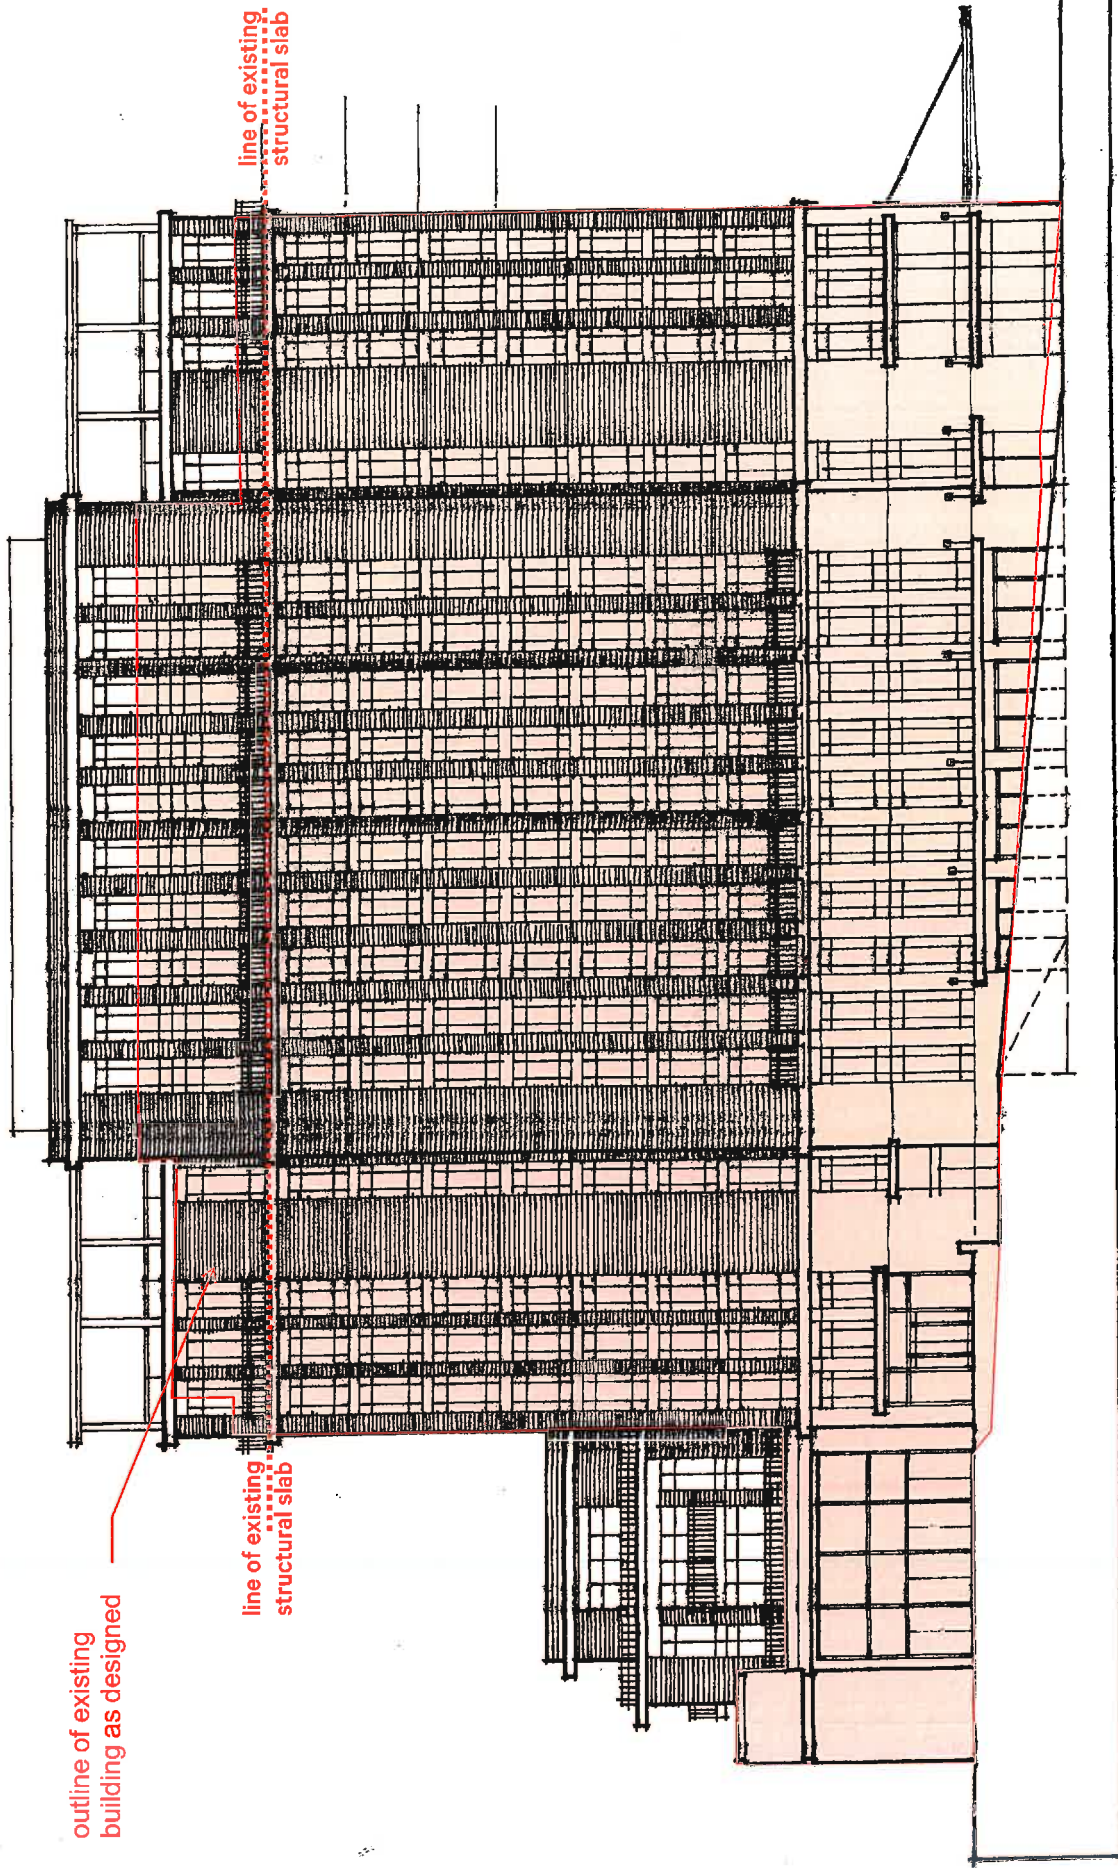 outline of existing
building as designed
line of existing
structural slab
line of existing
structural slab